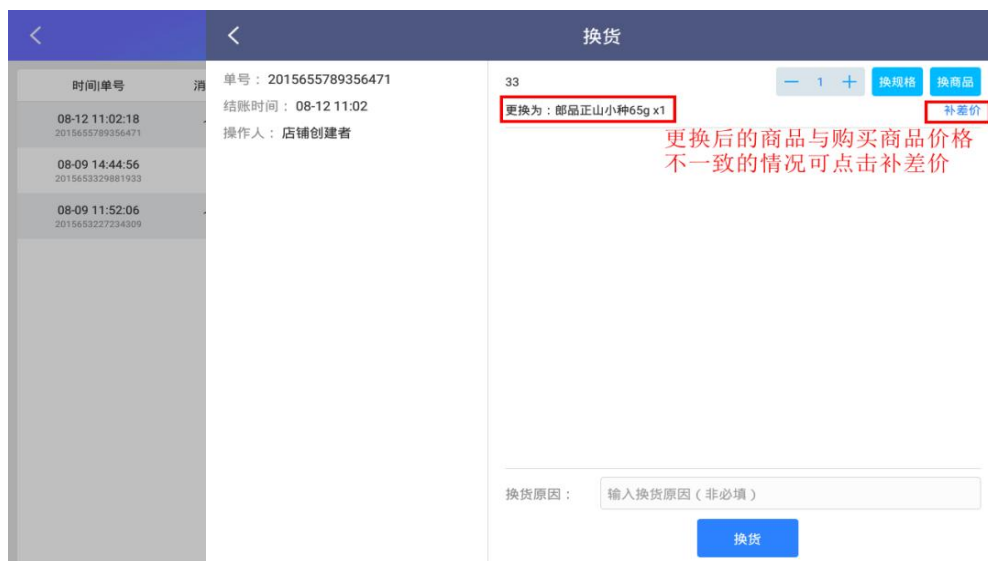 换货
时间|单号
消
08-12 11:02:18
2015655789356471
08-09 14:44:56
2015653329881933
08-09 11:52:06
2015653227234309
单号： 2015655789356471
结账时间： 08-12 11:02
操作人： 店铺创建者
33
— 1 +
换规格
换商品
更换为：郎品正山小种65g x1
补差价
更换后的商品与购买商品价格
不一致的情况可点击补差价
换货原因：
输入换货原因（非必填）
换货